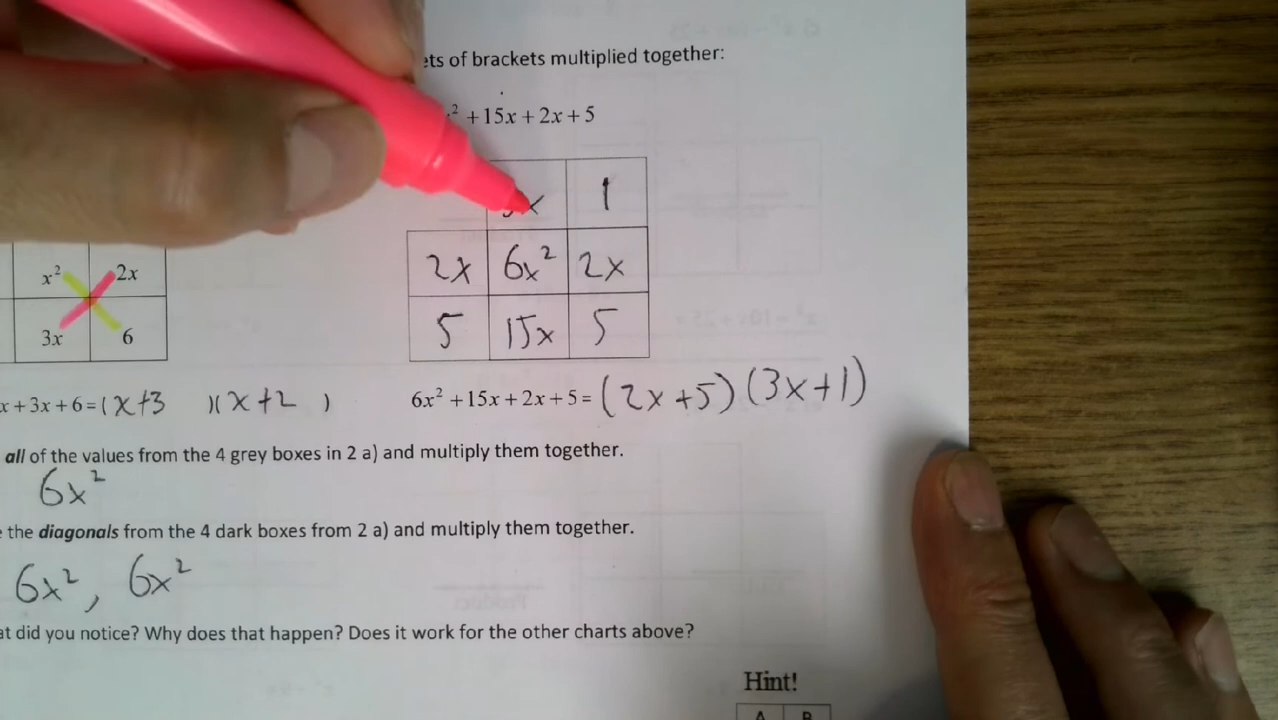 of brackets multiplied together:
+15x + 2x + 5
1
2x 6x² 2x
5 15x 5
x² 2x
3x 6
x + 3x + 6 = (x+3 )(x+2 )
6x² + 15x + 2x + 5 = (2x+5)(3x+1)
all of the values from the 4 grey boxes in 2 a) and multiply them together.
6x²
the diagonals from the 4 dark boxes from 2 a) and multiply them together.
6x², 6x²
did you notice? Why does that happen? Does it work for the other charts above?
Hint!
A B